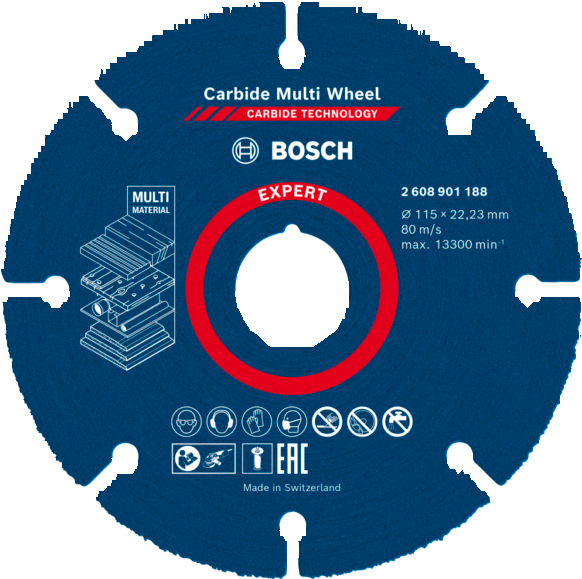 Carbide Multi Wheel
CARBIDE TECHNOLOGY
BOSCH
EXPERT
MULTI
MATERIAL
2 608 901 188
Ø 115 × 22,23 mm
80 m/s
max. 13300 min⁻¹
EAC
Made in Switzerland